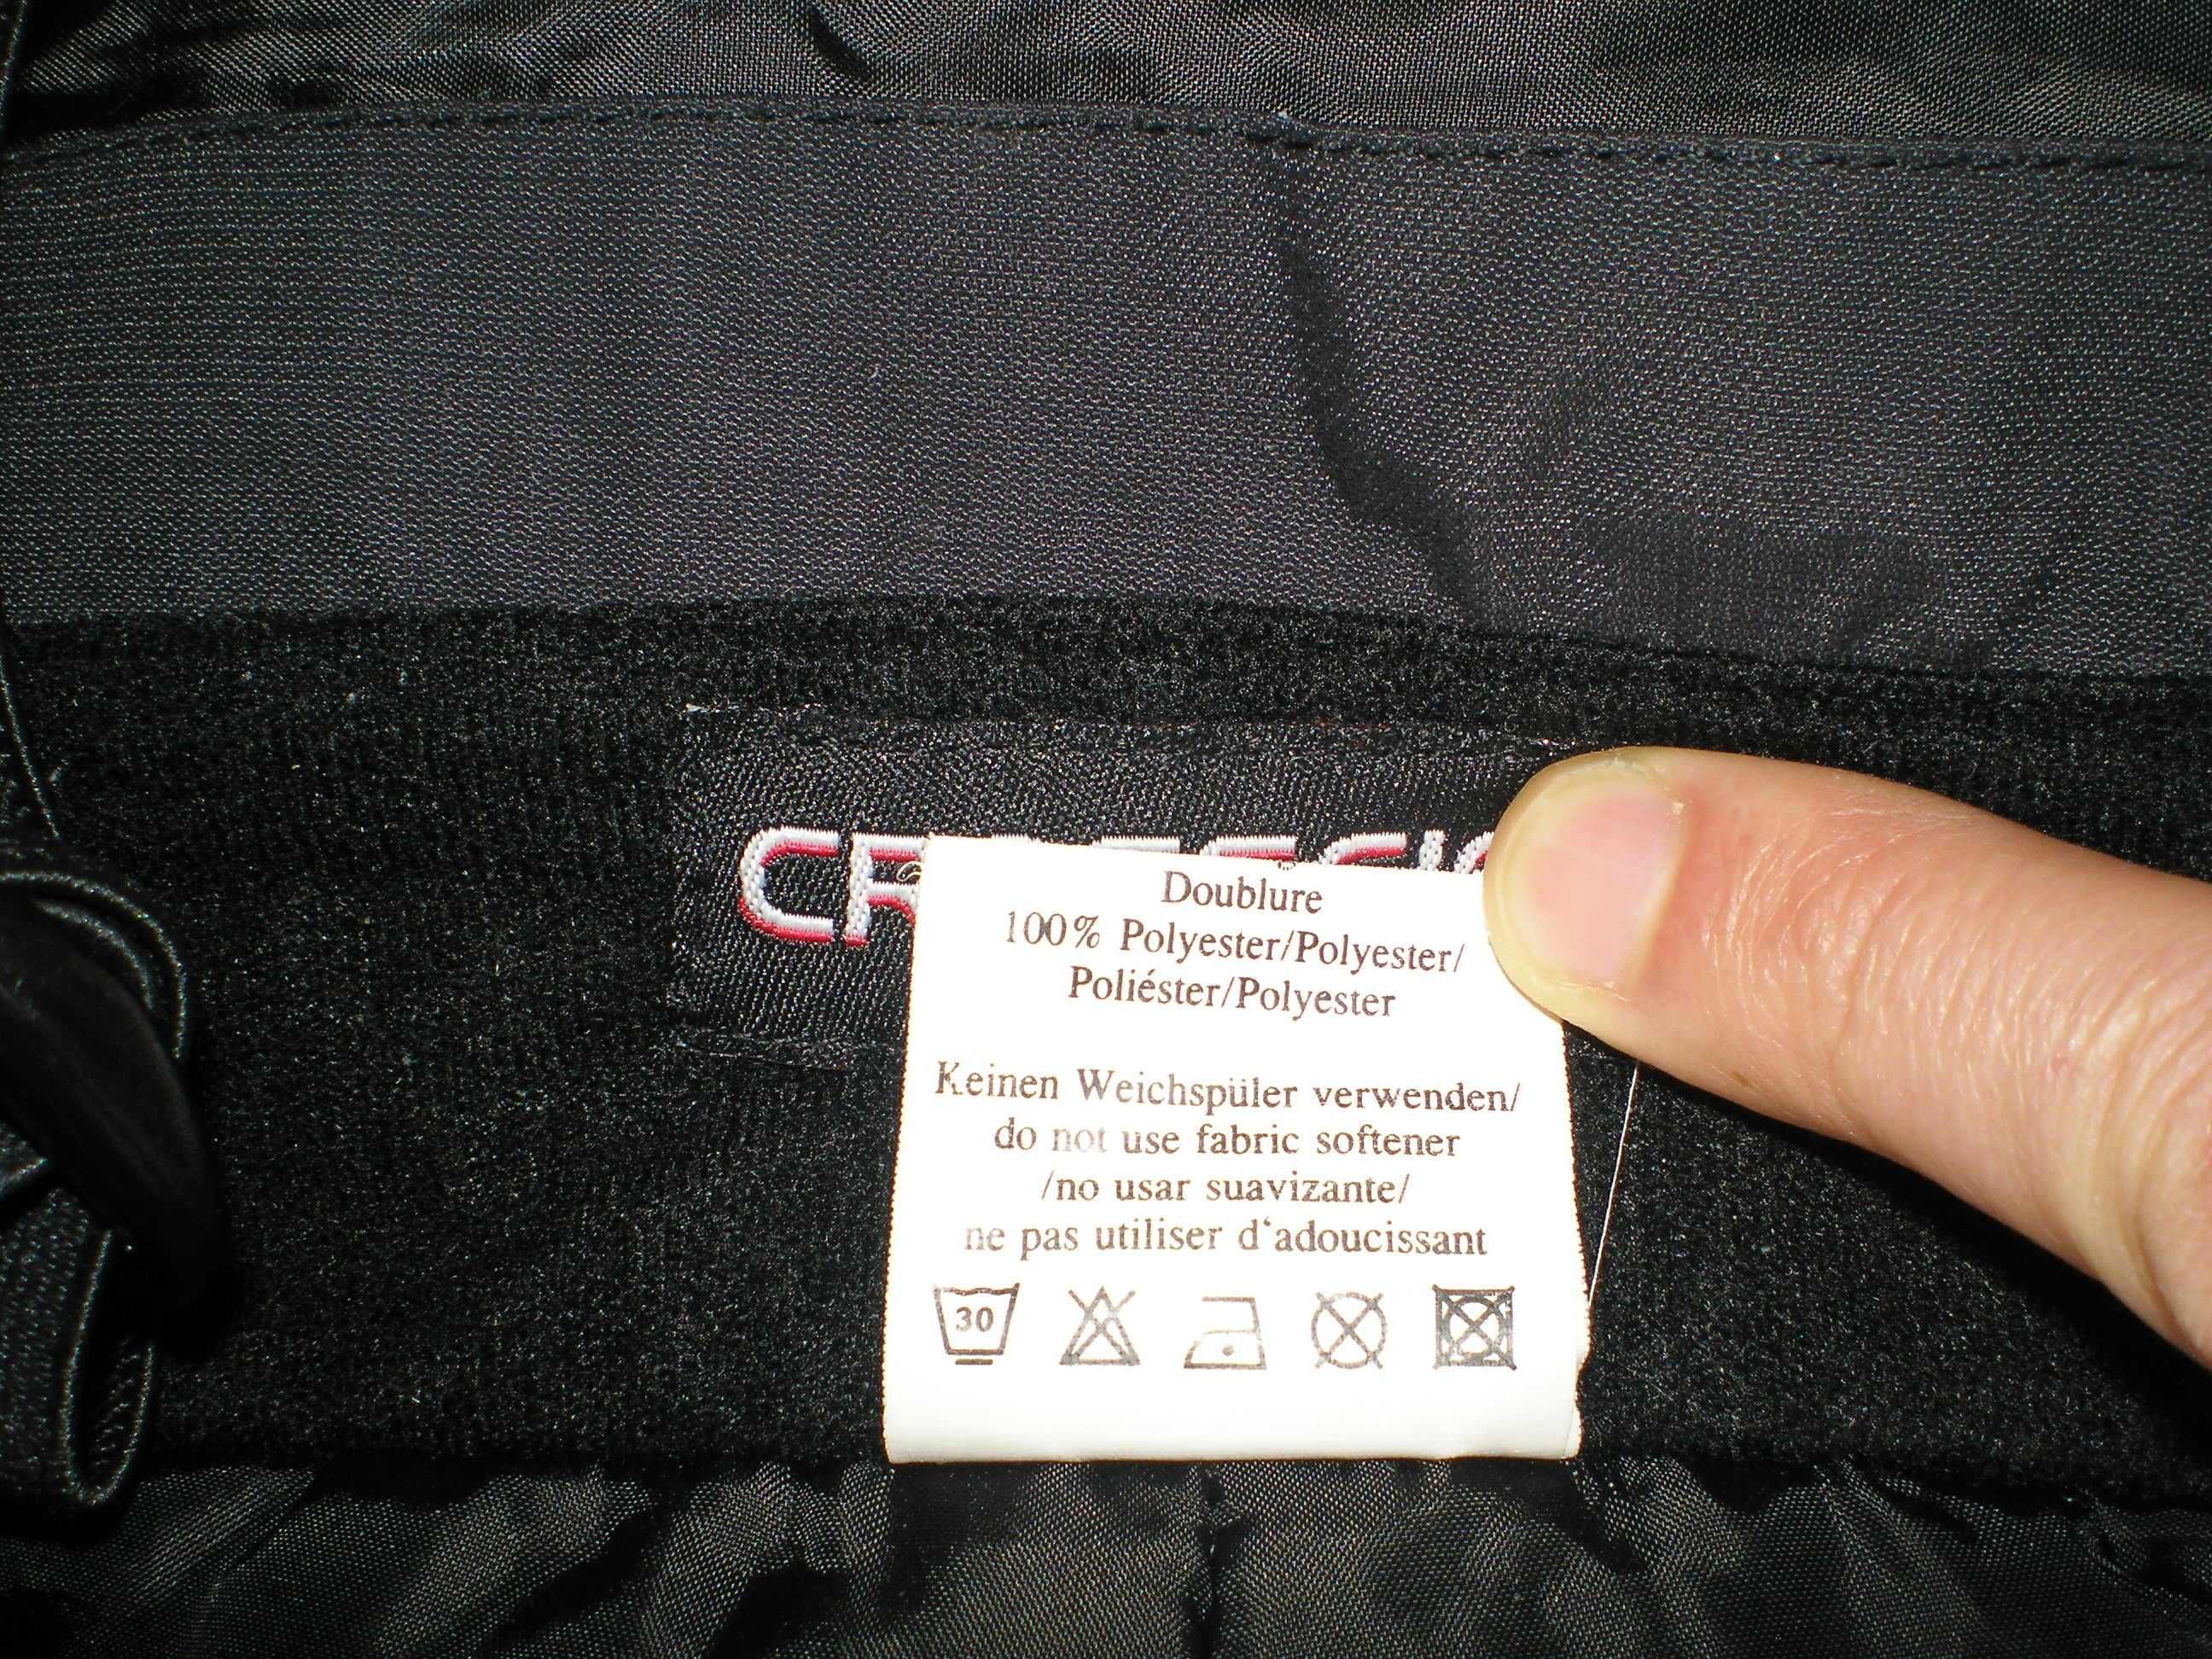 Doublure
100% Polyester/Polyester/
Poliéster/Polyester
Keinen Weichspüler verwenden/
do not use fabric softener
/no usar suavizante/
ne pas utiliser d‘adoucissant
30